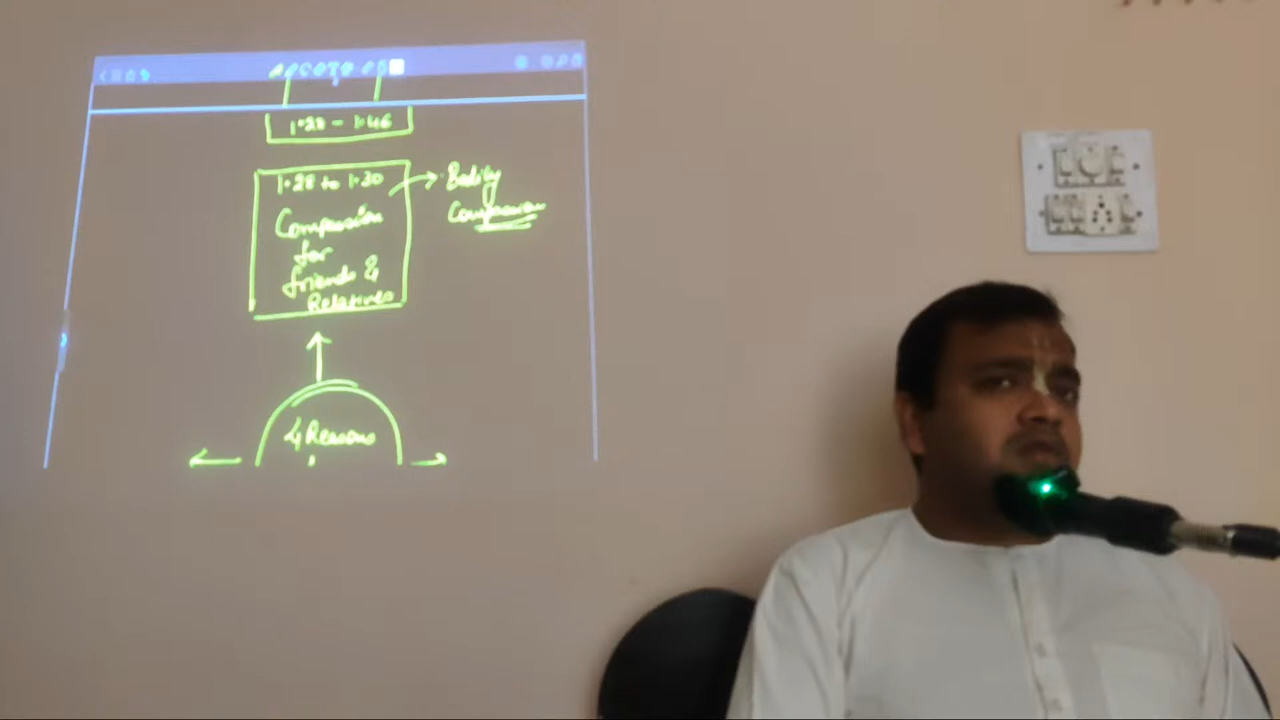 1.28 - 1.46
1.28 to 1.30
Compassion
for
friends &
Relatives
Bodily
Compassion
4 Reasons